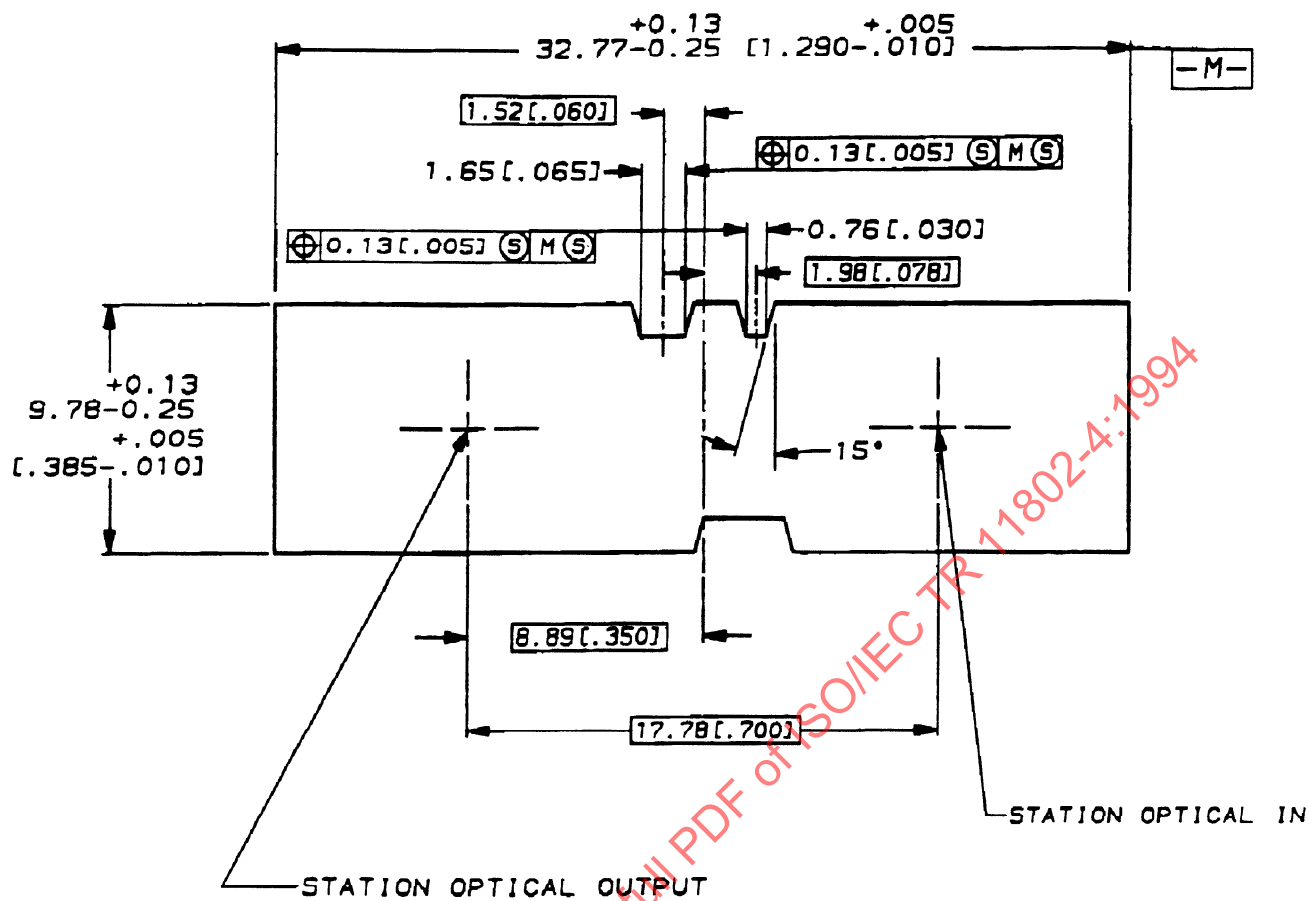 +0.13 +.005
32.77-0.25 [1.290-.010]
-M-
1.52[.060]
⌖ 0.13[.005] Ⓢ M Ⓢ
1.65[.065]
0.76[.030]
⌖ 0.13[.005] Ⓢ M Ⓢ
1.98[.078]
+0.13
9.78-0.25
+.005
[.385-.010]
15°
8.89[.350]
17.78[.700]
STATION OPTICAL IN
STATION OPTICAL OUTPUT
full PDF of ISO/IEC TR 11802-4:1994